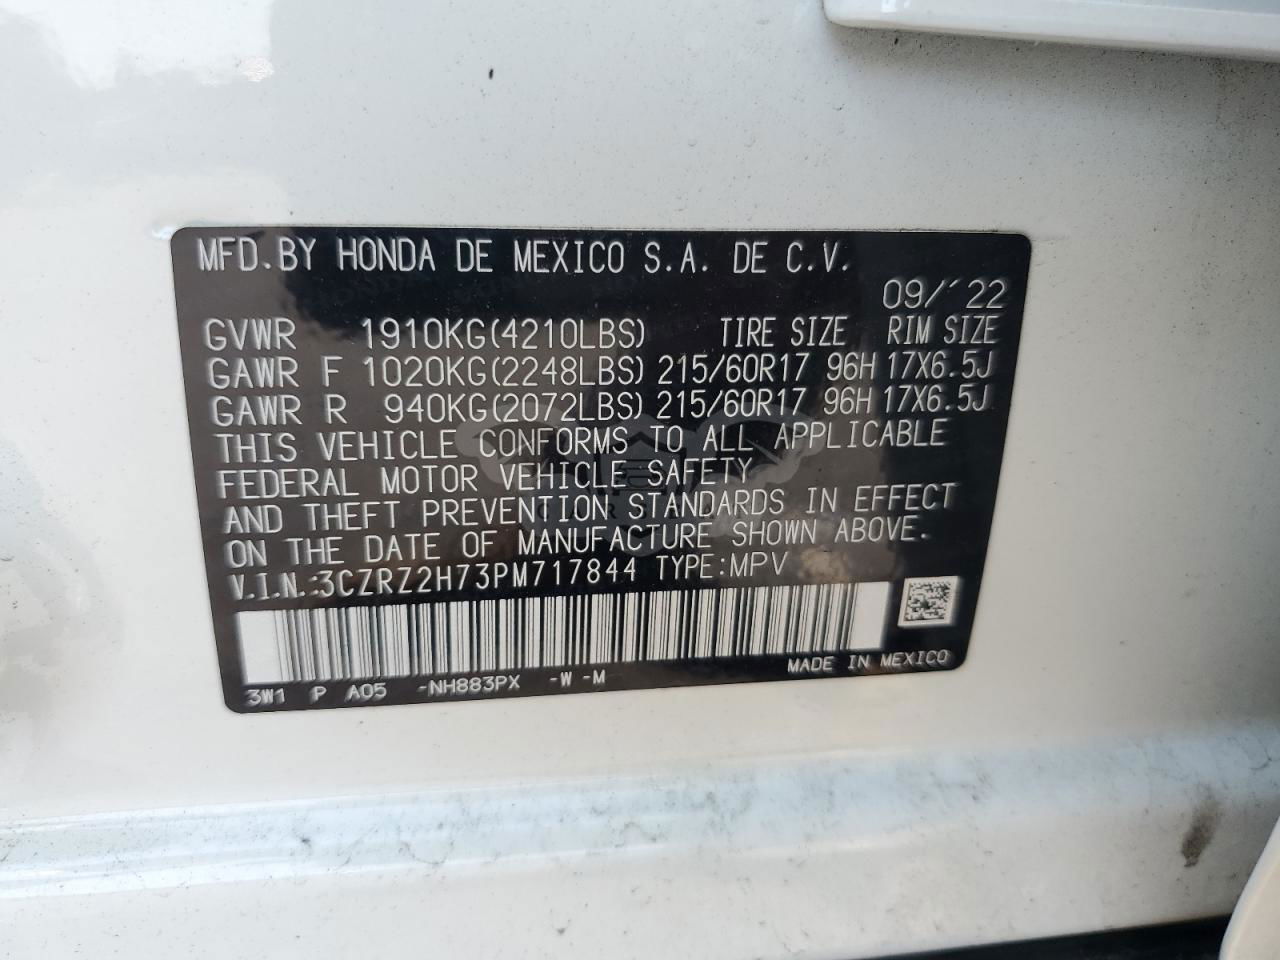 MFD. BY HONDA DE MEXICO S.A. DE C.V.
09/'22
GVWR 1910KG(4210LBS) TIRE SIZE RIM SIZE
GAWR F 1020KG(2248LBS) 215/60R17 96H 17X6.5J
GAWR R 940KG(2072LBS) 215/60R17 96H 17X6.5J
THIS VEHICLE CONFORMS TO ALL APPLICABLE
FEDERAL MOTOR VEHICLE SAFETY
AND THEFT PREVENTION STANDARDS IN EFFECT
ON THE DATE OF MANUFACTURE SHOWN ABOVE.
V.I.N.:3CZRZ2H73PM717844 TYPE:MPV
MADE IN MEXICO
3W1 P A05 -NH883PX -W -M